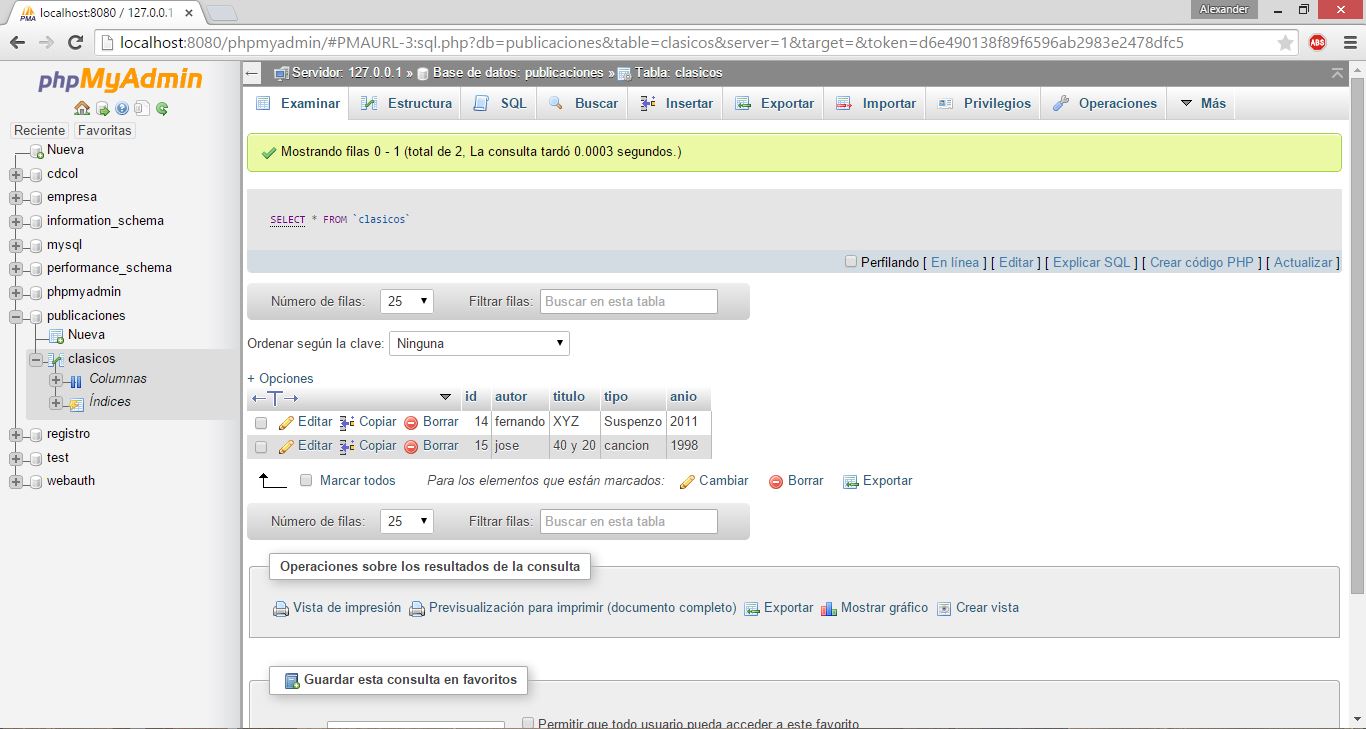 localhost:8080 / 127.0.0.1
Alexander
localhost:8080/phpmyadmin/#PMAURL-3:sql.php?db=publicaciones&table=clasicos&server=1&target=&token=d6e490138f89f6596ab2983e2478dfc5
ABS
phpMyAdmin
Reciente Favoritas
Nueva
cdcol
empresa
information_schema
mysql
performance_schema
phpmyadmin
publicaciones
Nueva
clasicos
Columnas
Índices
registro
test
webauth
Servidor: 127.0.0.1 » Base de datos: publicaciones » Tabla: clasicos
Examinar Estructura SQL Buscar Insertar Exportar Importar Privilegios Operaciones Más
Mostrando filas 0 - 1 (total de 2, La consulta tardó 0.0003 segundos.)
SELECT * FROM `clasicos`
Perfilando [ En línea ] [ Editar ] [ Explicar SQL ] [ Crear código PHP ] [ Actualizar ]
Número de filas: 25 Filtrar filas: Buscar en esta tabla
Ordenar según la clave: Ninguna
+ Opciones
←T→ id autor titulo tipo anio
Editar Copiar Borrar 14 fernando XYZ Suspenzo 2011
Editar Copiar Borrar 15 jose 40 y 20 cancion 1998
Marcar todos Para los elementos que están marcados: Cambiar Borrar Exportar
Número de filas: 25 Filtrar filas: Buscar en esta tabla
Operaciones sobre los resultados de la consulta
Vista de impresión Previsualización para imprimir (documento completo) Exportar Mostrar gráfico Crear vista
Guardar esta consulta en favoritos
Permitir que todo usuario pueda acceder a este favorito